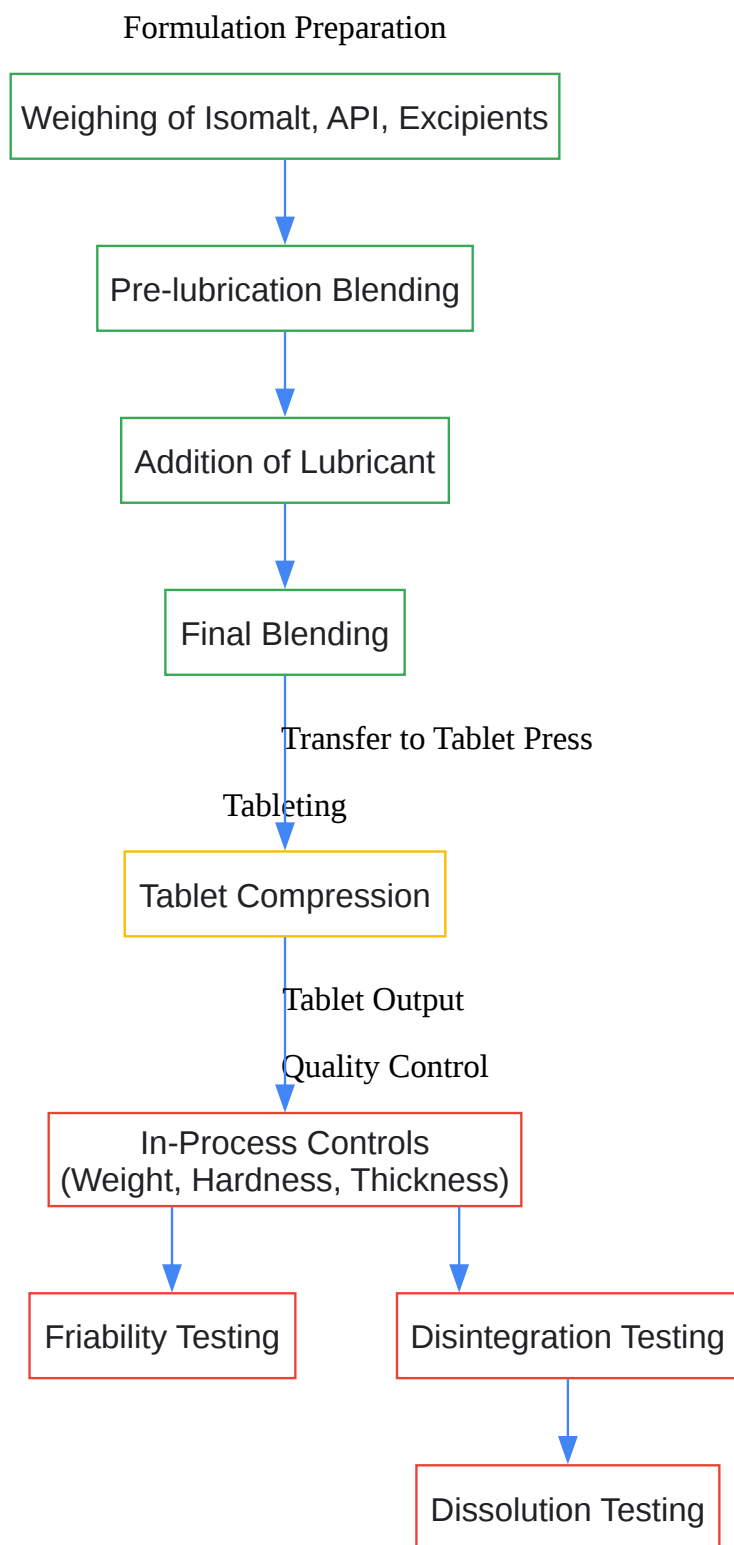 Formulation Preparation
Weighing of Isomalt, API, Excipients
Pre-lubrication Blending
Addition of Lubricant
Final Blending
Transfer to Tablet Press
Tableting
Tablet Compression
Tablet Output
Quality Control
In-Process Controls
(Weight, Hardness, Thickness)
Friability Testing
Disintegration Testing
Dissolution Testing